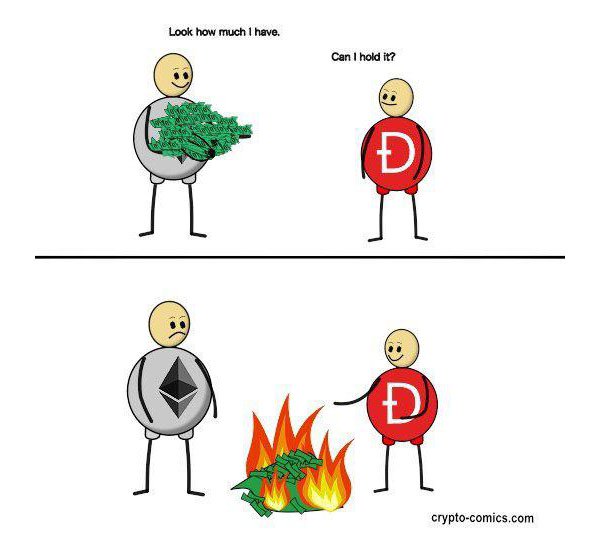 Look how much I have.
Can I hold it?
Đ
Đ
crypto-comics.com